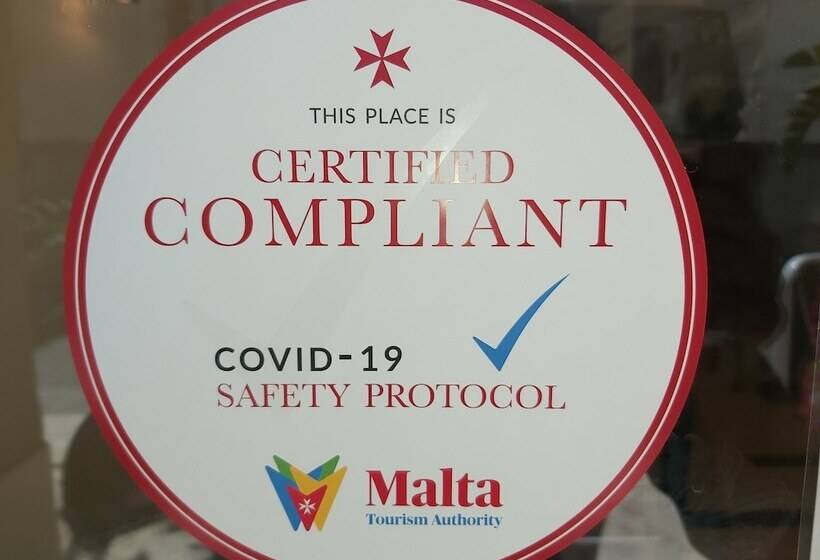 THIS PLACE IS
CERTIFIED
COMPLIANT
COVID-19
SAFETY PROTOCOL
Malta
Tourism Authority